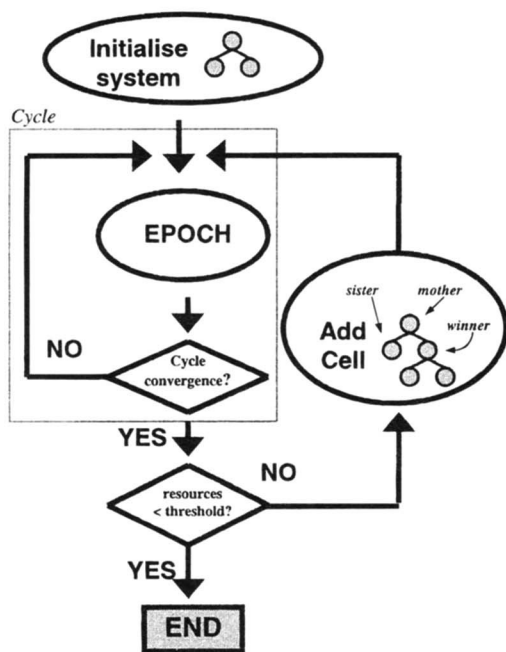 Initialise
system
Cycle
EPOCH
sister
mother
winner
Add
Cell
NO
Cycle
convergence?
YES
NO
resources
< threshold?
YES
END